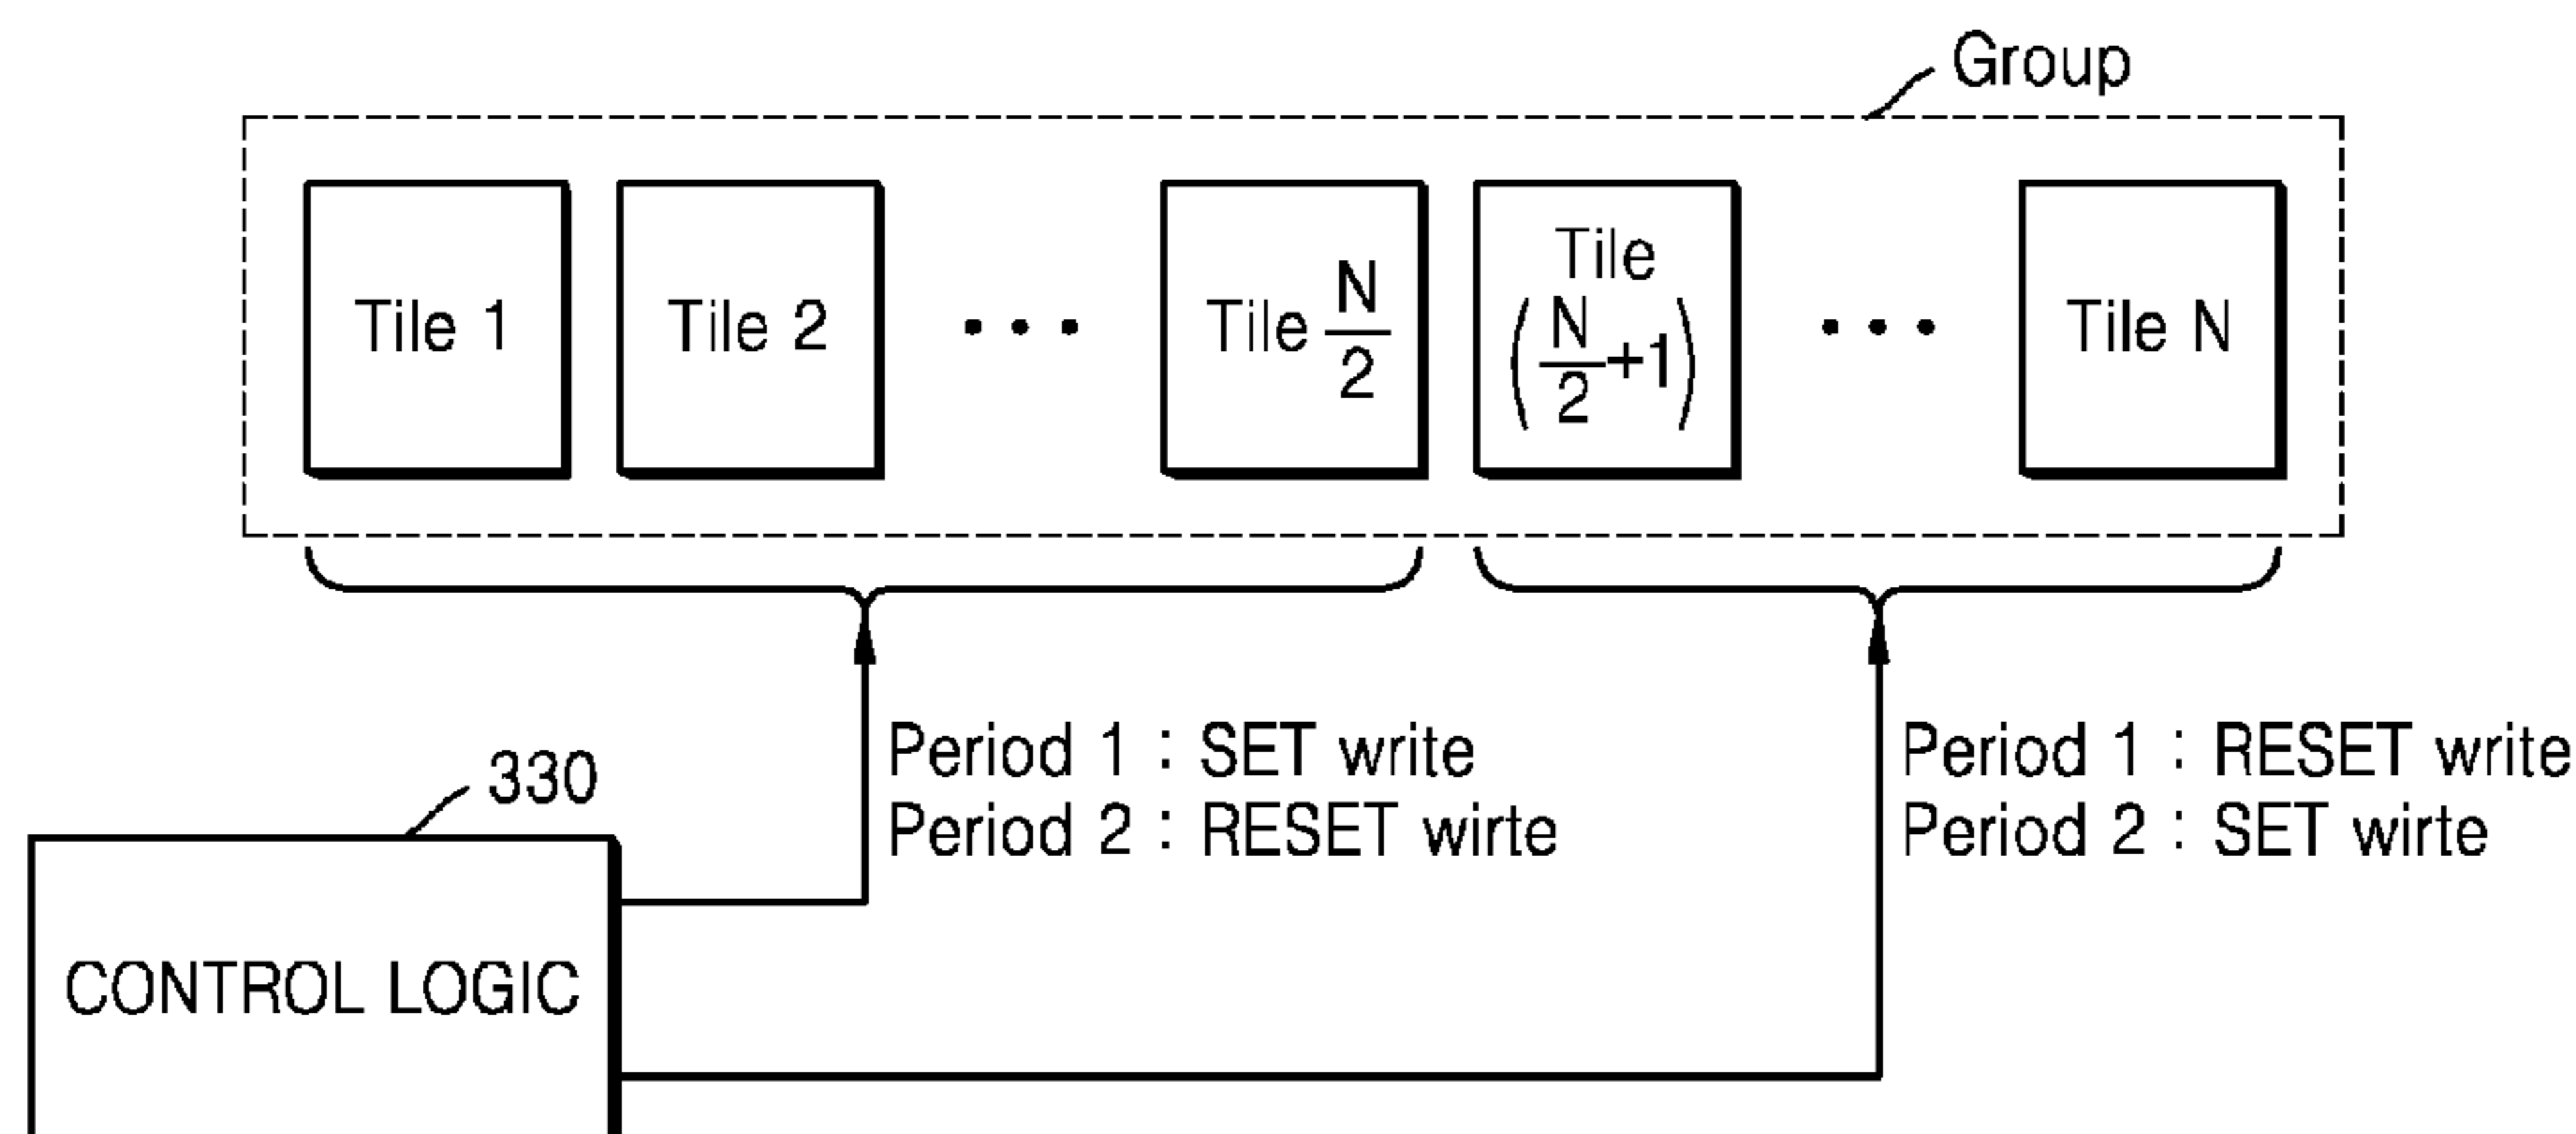 Group
Tile 1
Tile 2
• • •
Tile N/2
Tile
(N/2+1)
• • •
Tile N
Period 1 : SET write
Period 2 : RESET wirte
Period 1 : RESET write
Period 2 : SET wirte
330
CONTROL LOGIC